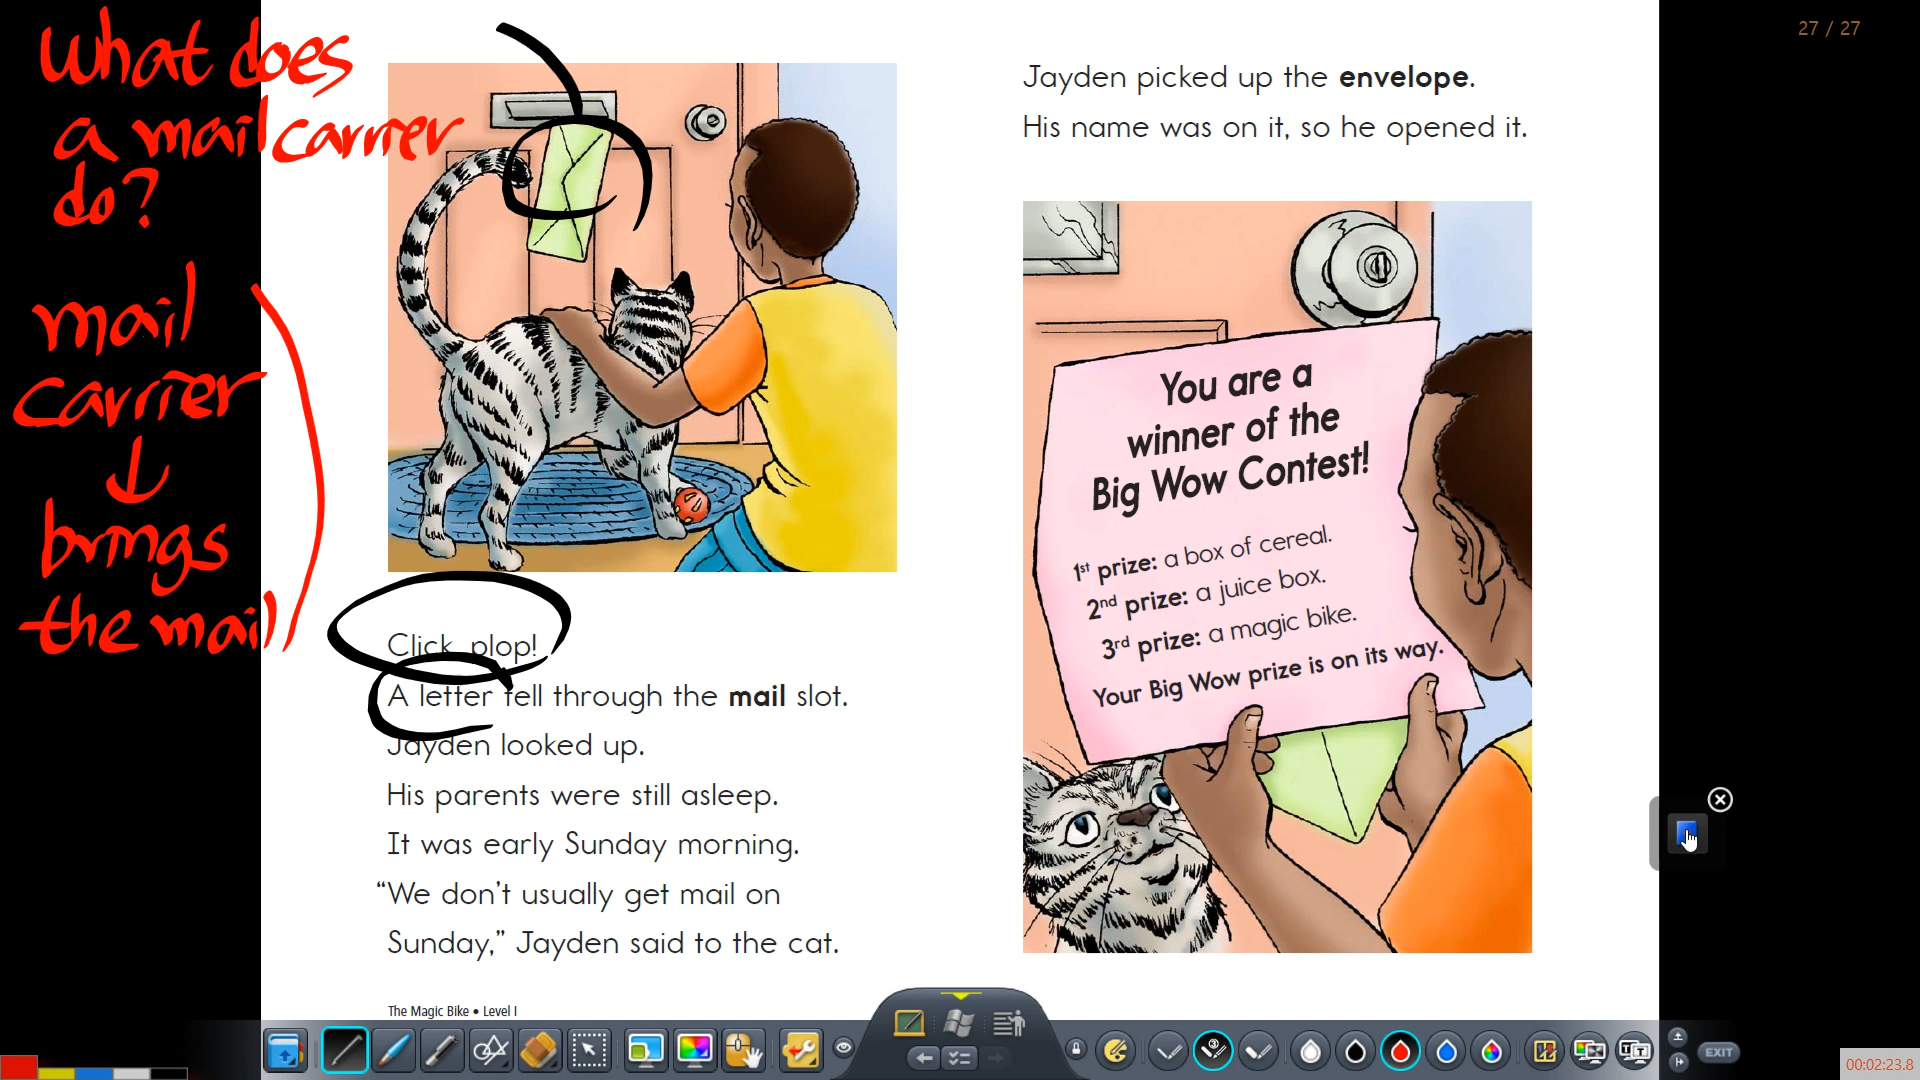 What does
a mail carrier
do?
mail
carrier
brings
the mail
Click, plop!
A letter fell through the mail slot.
Jayden looked up.
His parents were still asleep.
It was early Sunday morning.
“We don’t usually get mail on
Sunday,” Jayden said to the cat.
The Magic Bike • Level I
Jayden picked up the envelope.
His name was on it, so he opened it.
You are a
winner of the
Big Wow Contest!
1st prize: a box of cereal.
2nd prize: a juice box.
3rd prize: a magic bike.
Your Big Wow prize is on its way.
27 / 27
EXIT
00:02:23.8